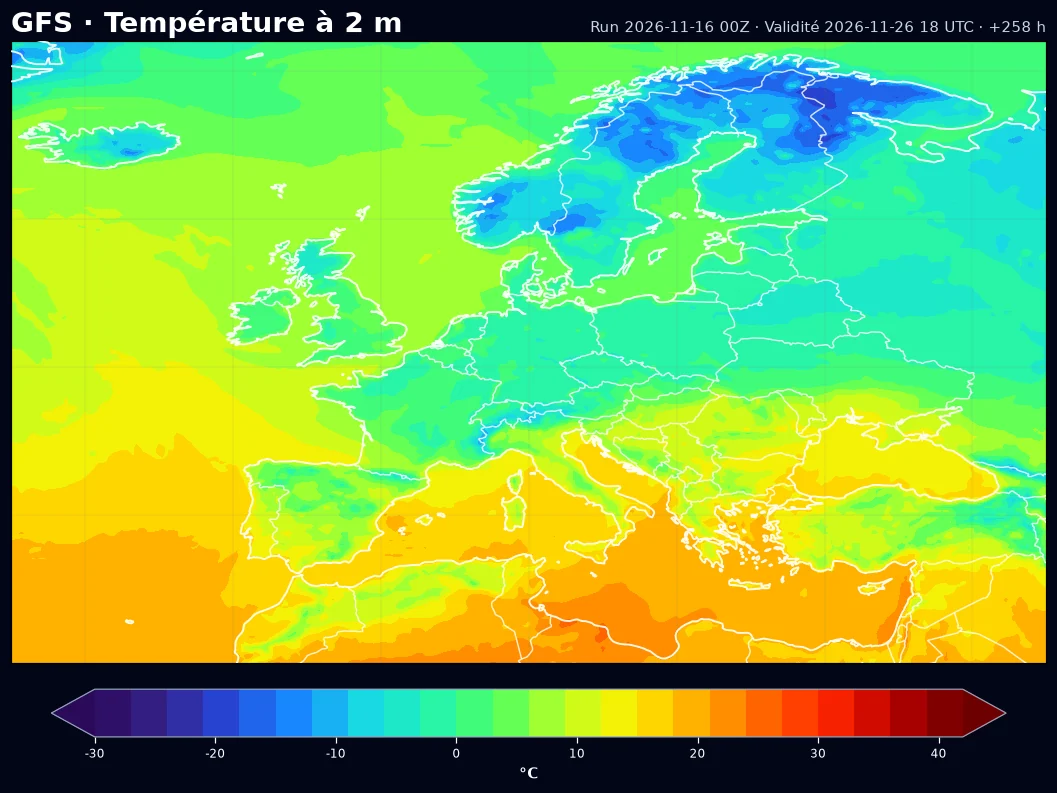 GFS · Température à 2 m
Run 2026-11-16 00Z · Validité 2026-11-26 18 UTC · +258 h
-30 -20 -10 0 10 20 30 40
°C